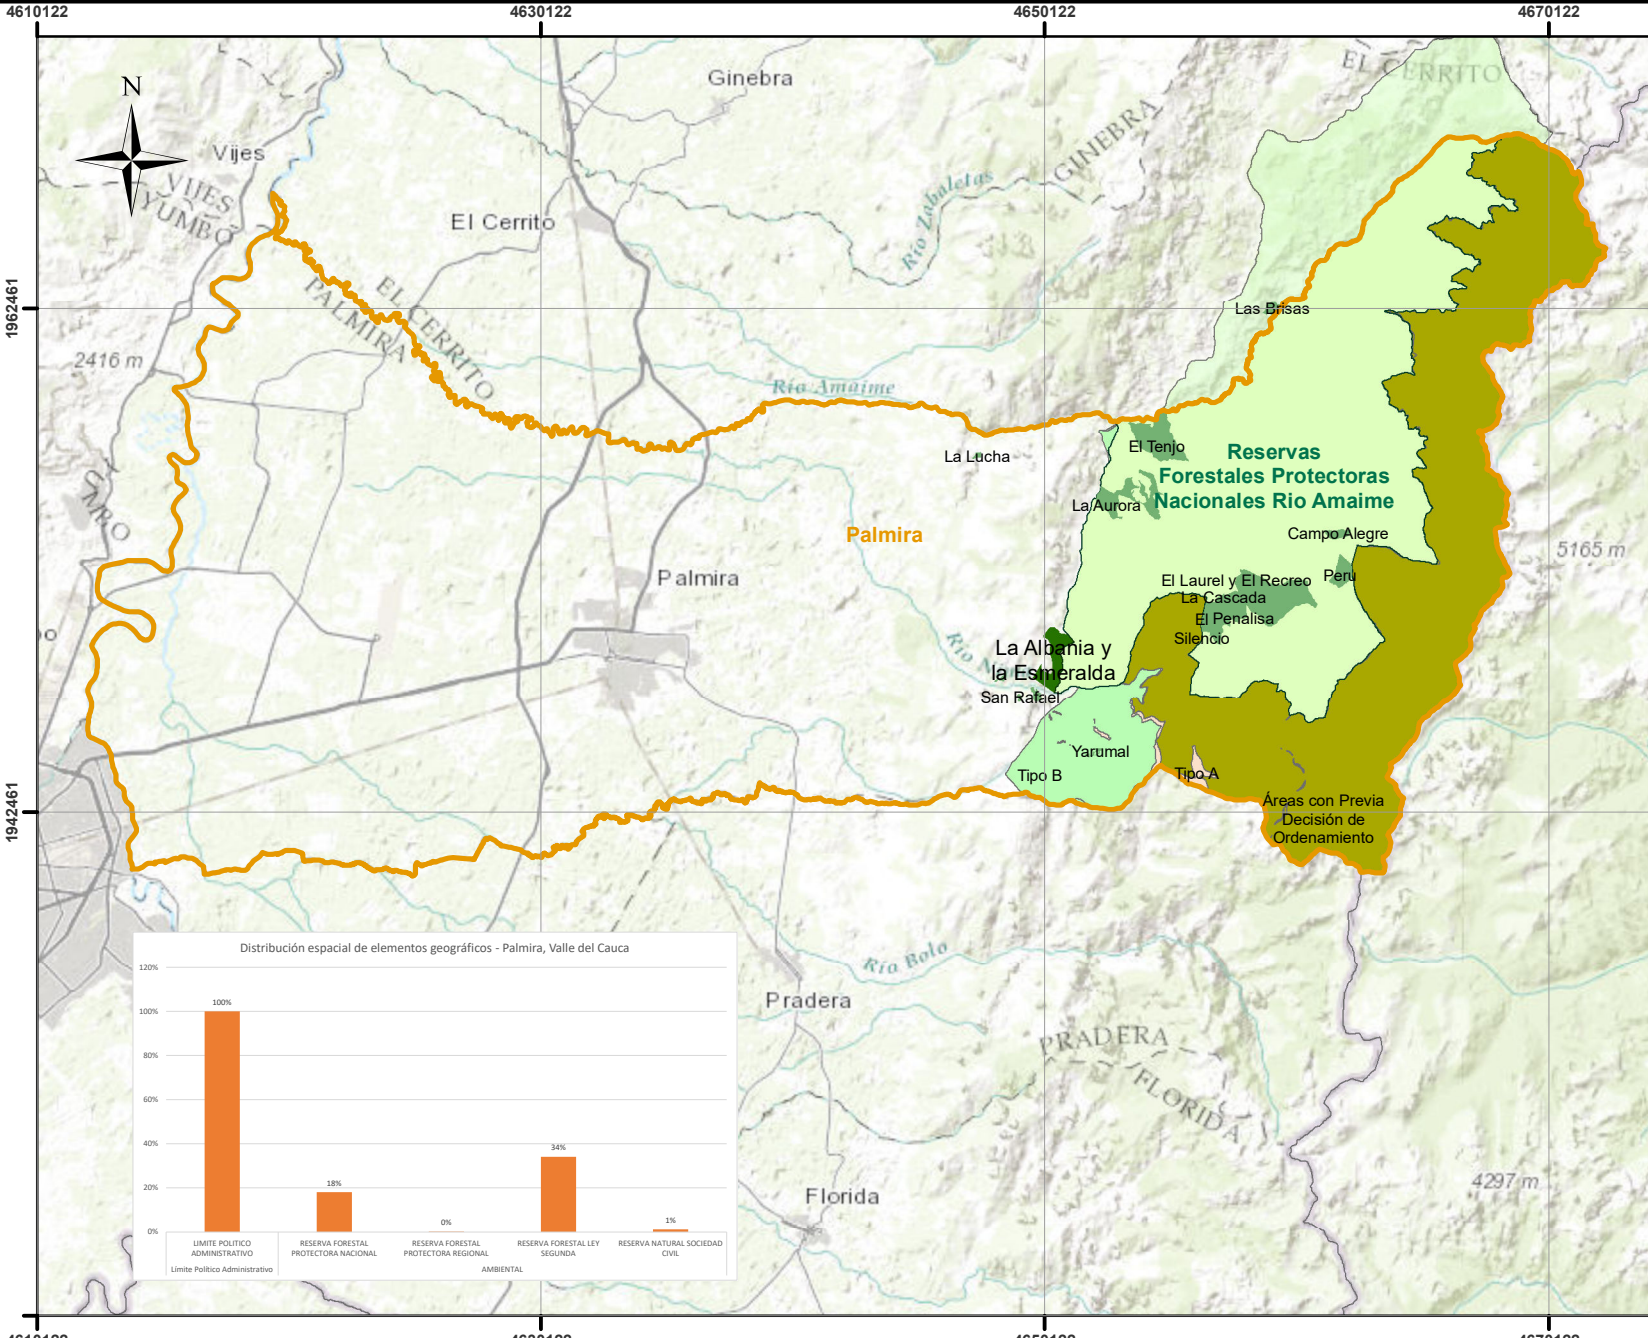 4610122
4630122
4650122
4670122
N
Ginebra
EL CERRITO
GINEBRA
Vijes
VIJES
YUMBO
El Cerrito
Río Zabaletas
1962461
EL CERRITO
PALMIRA
Las Brisas
2416 m
Río Amaime
La Lucha
El Tenjo
Reservas
Forestales Protectoras
Nacionales Rio Amaime
La Aurora
Palmira
Campo Alegre
5165 m
Palmira
El Laurel y El Recreo
Peru
La Cascada
El Penalisa
Silencio
La Albania y
la Esmeralda
San Rafael
Yarumal
Tipo B
Tipo A
1942461
Áreas con Previa
Decisión de
Ordenamiento
Río Bolo
Pradera
PRADERA
FLORIDA
Florida
4297 m
Distribución espacial de elementos geográficos - Palmira, Valle del Cauca
120%
100%
80%
60%
40%
20%
0%
100%
18%
0%
34%
1%
LIMITE POLITICO
ADMINISTRATIVO
RESERVA FORESTAL
PROTECTORA NACIONAL
RESERVA FORESTAL
PROTECTORA REGIONAL
RESERVA FORESTAL LEY
SEGUNDA
RESERVA NATURAL SOCIEDAD
CIVIL
Límite Político Administrativo
AMBIENTAL